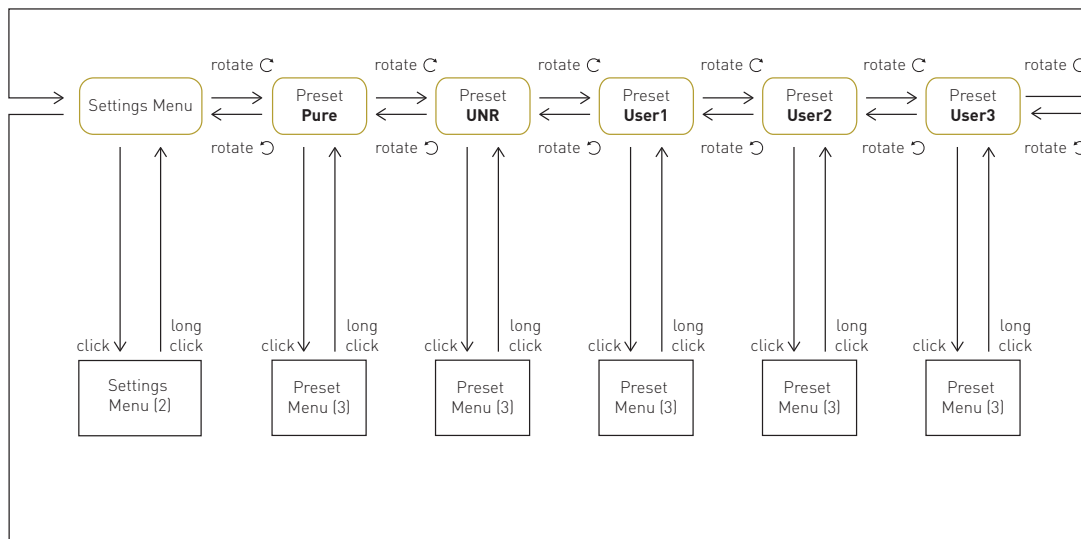 rotate
rotate
rotate
rotate
rotate
rotate
Settings Menu
Preset
Pure
Preset
UNR
Preset
User1
Preset
User2
Preset
User3
rotate
rotate
rotate
rotate
rotate
rotate
click
long
click
click
long
click
click
long
click
click
long
click
click
long
click
click
long
click
Settings
Menu (2)
Preset
Menu (3)
Preset
Menu (3)
Preset
Menu (3)
Preset
Menu (3)
Preset
Menu (3)